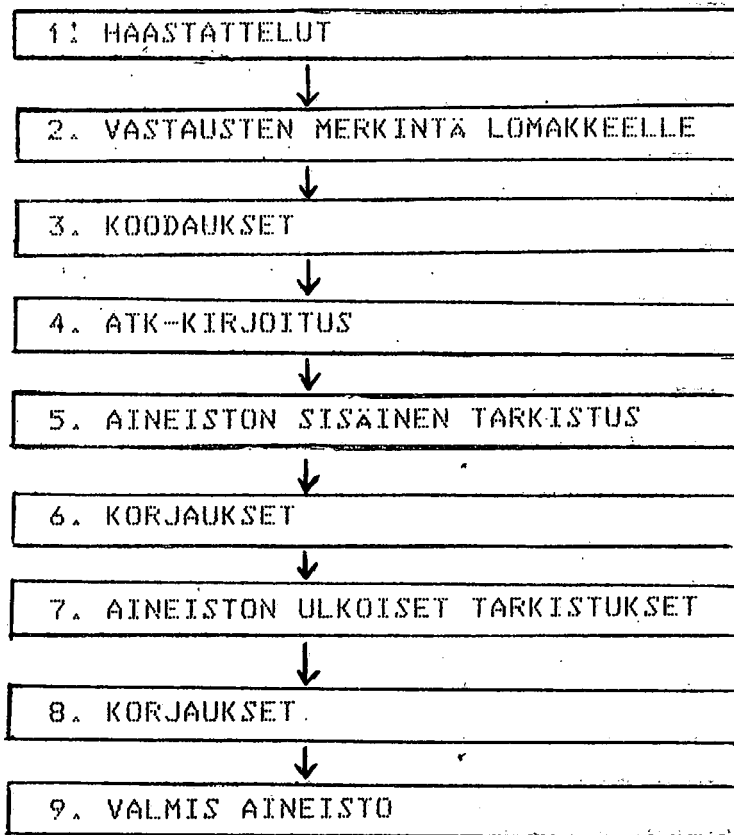 1. HAASTATTELUT
2. VASTAUSTEN MERKINTÄ LOMAKKEELLE
3. KOODAUKSET
4. ATK-KIRJOITUS
5. AINEISTON SISÄINEN TARKISTUS
6. KORJAUKSET
7. AINEISTON ULKOISET TARKISTUKSET
8. KORJAUKSET
9. VALMIS AINEISTO